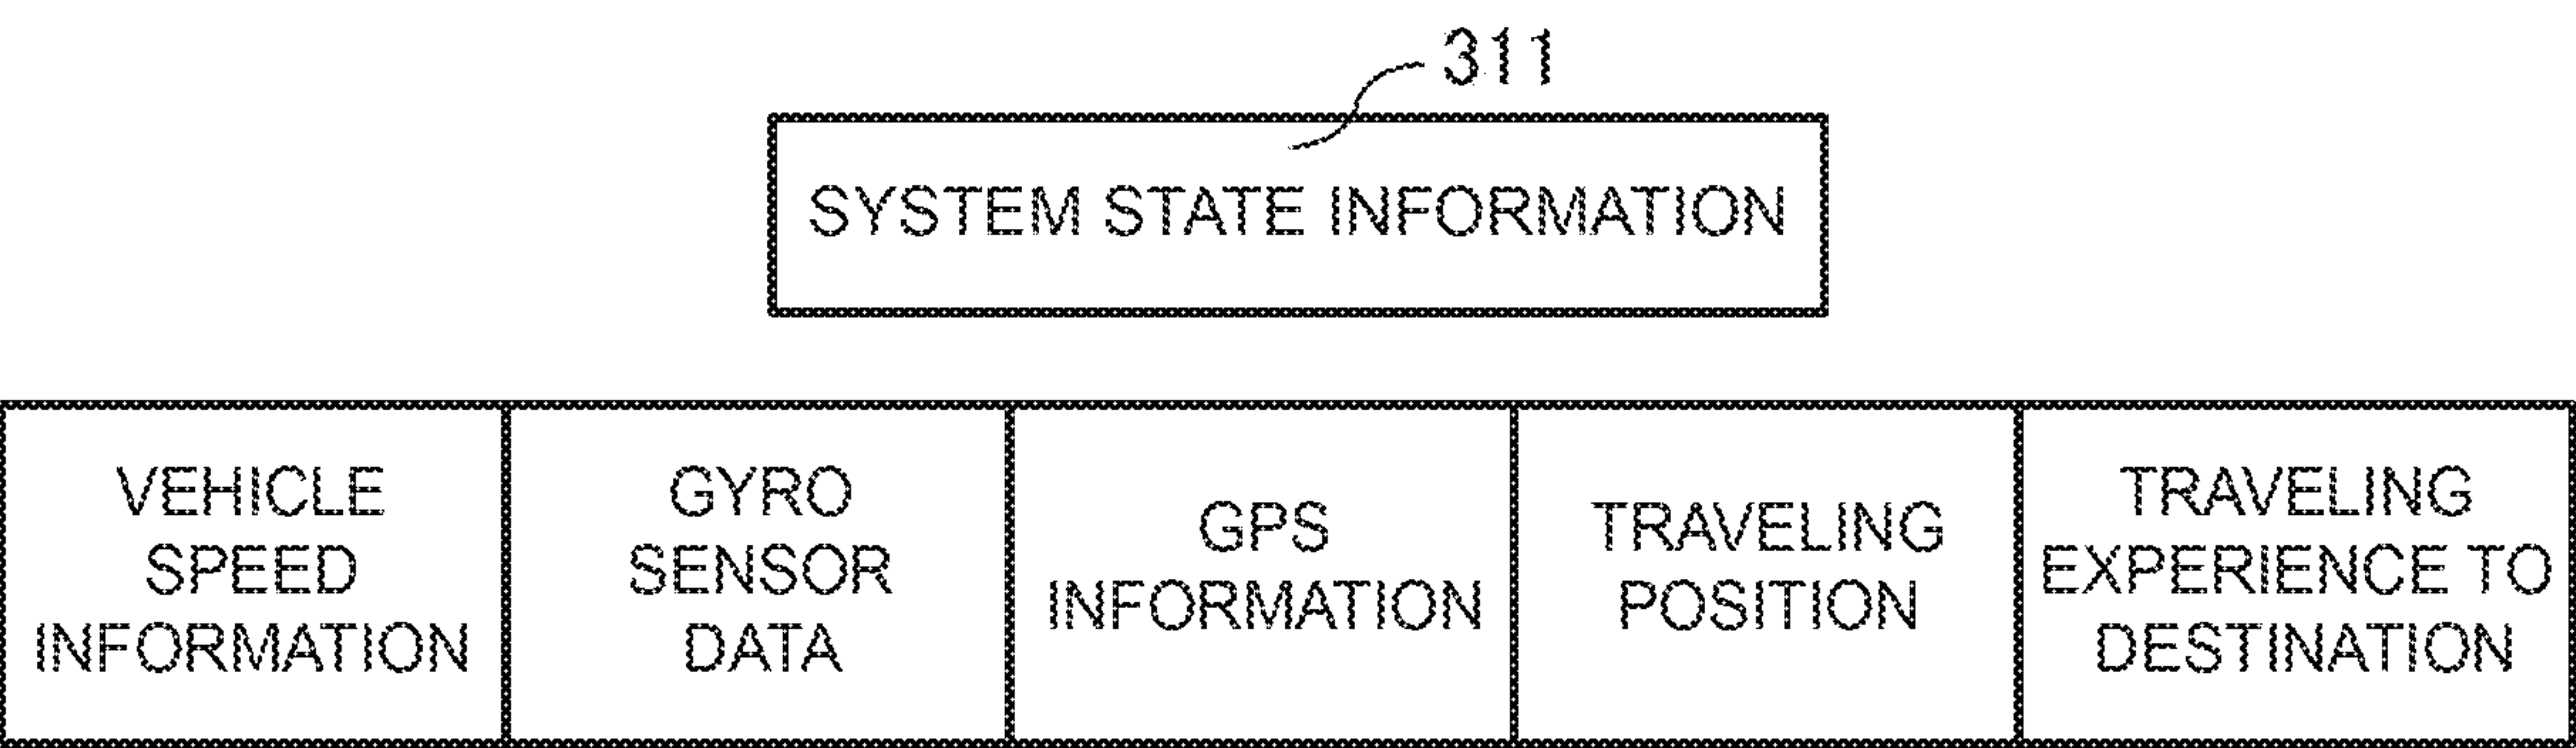 311
SYSTEM STATE INFORMATION
VEHICLE
SPEED
INFORMATION
GYRO
SENSOR
DATA
GPS
INFORMATION
TRAVELING
POSITION
TRAVELING
EXPERIENCE TO
DESTINATION